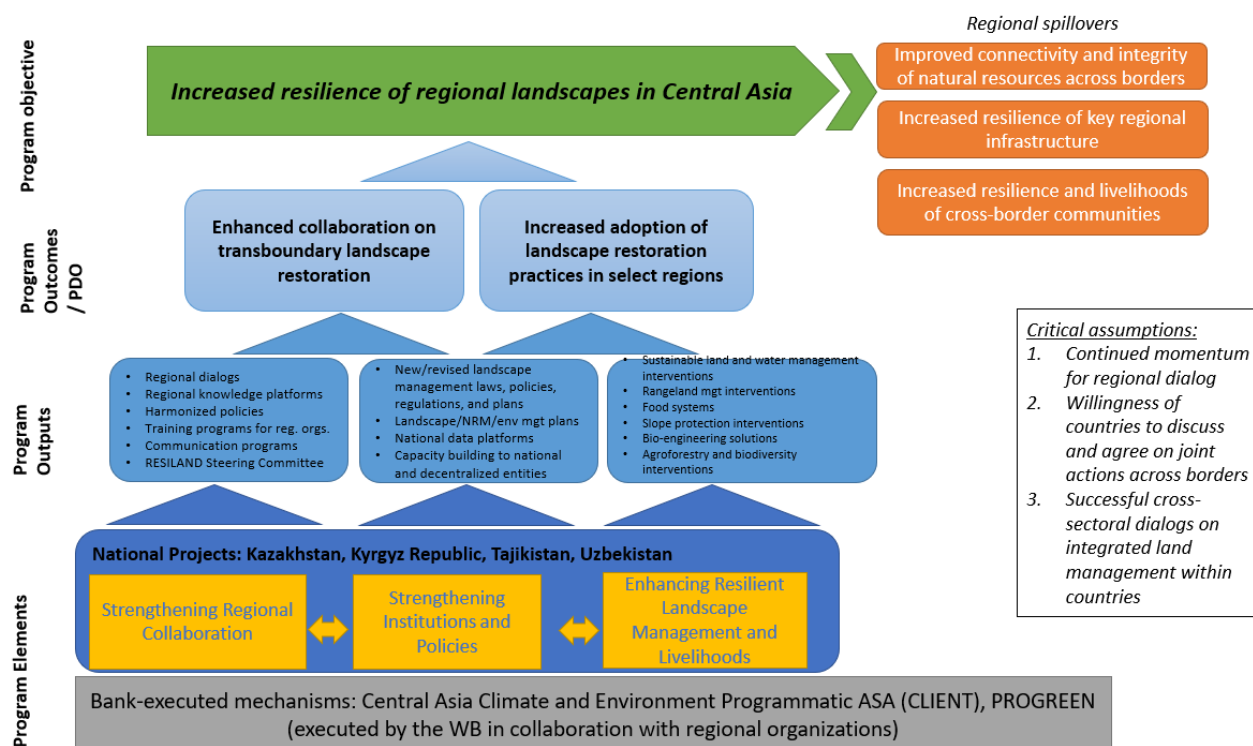 Regional spillovers
Program objective
Increased resilience of regional landscapes in Central Asia
Improved connectivity and integrity
of natural resources across borders
Increased resilience of key regional
infrastructure
Increased resilience and livelihoods
of cross-border communities
Program
Outcomes
/ PDO
Enhanced collaboration on
transboundary landscape
restoration
Increased adoption of
landscape restoration
practices in select regions
Critical assumptions:
1. Continued momentum
for regional dialog
2. Willingness of
countries to discuss
and agree on joint
actions across borders
3. Successful cross-
sectoral dialogs on
integrated land
management within
countries
Program
Outputs
• Regional dialogs
• Regional knowledge platforms
• Harmonized policies
• Training programs for reg. orgs.
• Communication programs
• RESILAND Steering Committee
• New/revised landscape
management laws, policies,
regulations, and plans
• Landscape/NRM/env mgt plans
• National data platforms
• Capacity building to national
and decentralized entities
• Sustainable land and water management
interventions
• Rangeland mgt interventions
• Food systems
• Slope protection interventions
• Bio-engineering solutions
• Agroforestry and biodiversity
interventions
Program Elements
National Projects: Kazakhstan, Kyrgyz Republic, Tajikistan, Uzbekistan
Strengthening Regional
Collaboration
Strengthening
Institutions and
Policies
Enhancing Resilient
Landscape
Management and
Livelihoods
Bank-executed mechanisms: Central Asia Climate and Environment Programmatic ASA (CLIENT), PROGREEN
(executed by the WB in collaboration with regional organizations)